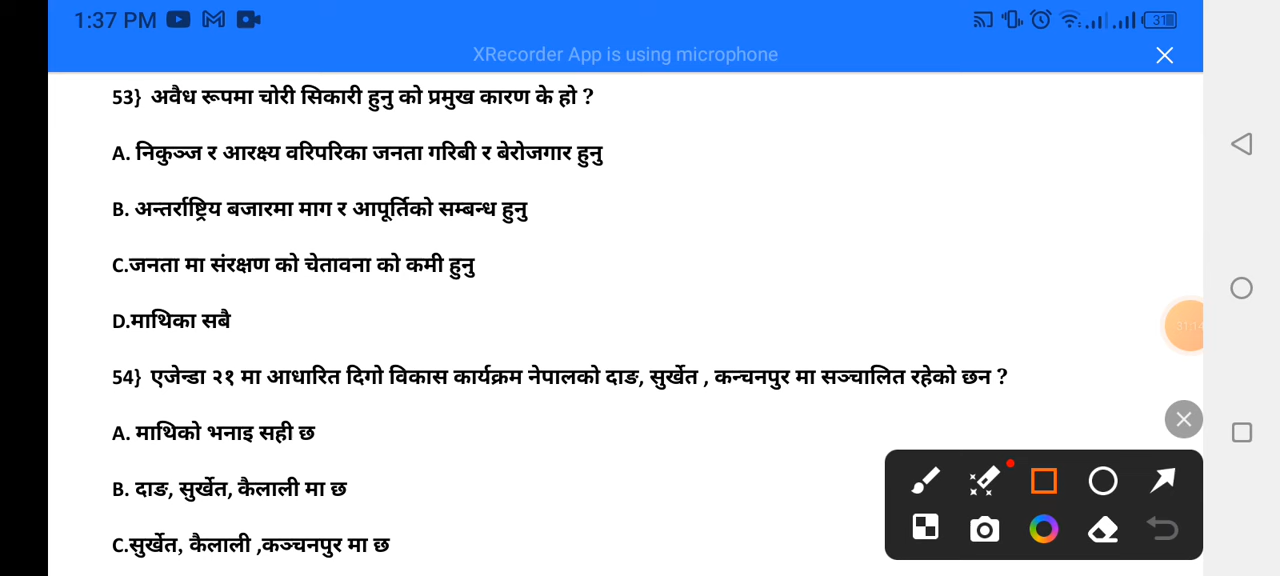 1:37 PM
31
XRecorder App is using microphone
53} अवैध रूपमा चोरी सिकारी हुनु को प्रमुख कारण के हो ?
A. निकुञ्ज र आरक्ष्य वरिपरिका जनता गरिबी र बेरोजगार हुनु
B. अन्तर्राष्ट्रिय बजारमा माग र आपूर्तिको सम्बन्ध हुनु
C.जनता मा संरक्षण को चेतावना को कमी हुनु
D.माथिका सबै
54} एजेन्डा २१ मा आधारित दिगो विकास कार्यक्रम नेपालको दाङ, सुर्खेत , कन्चनपुर मा सञ्चालित रहेको छन ?
A. माथिको भनाइ सही छ
B. दाङ, सुर्खेत, कैलाली मा छ
C.सुर्खेत, कैलाली ,कञ्चनपुर मा छ